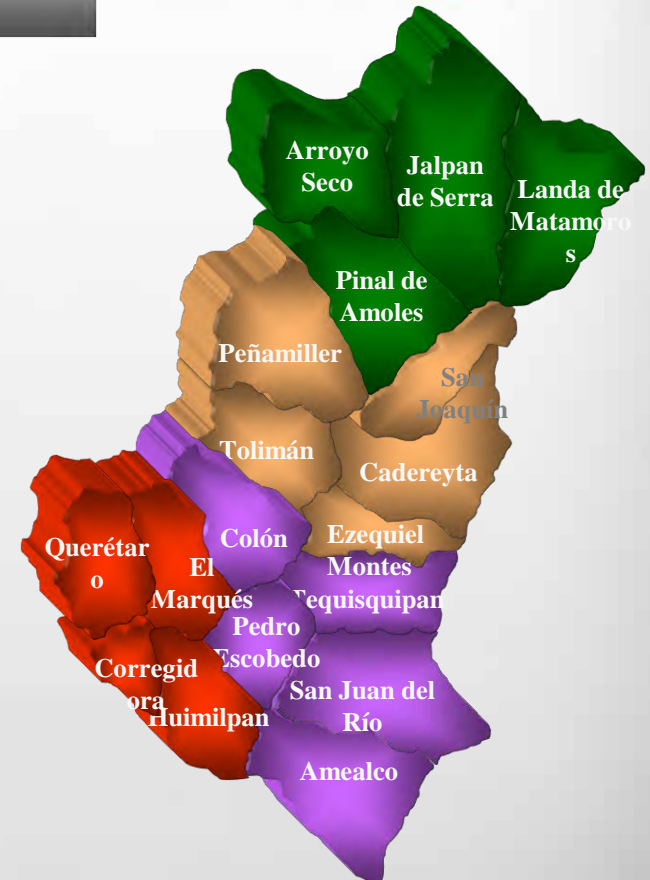 Arroyo
Seco
Jalpan
de Serra
Landa de
Matamoro
s
Pinal de
Amoles
Peñamiller
San
Joaquín
Tolimán
Cadereyta
Colón
Ezequiel
Montes
Querétar
o
El
Marqués
Tequisquipan
Pedro
Escobedo
Corregid
ora
Huimilpan
San Juan del
Río
Amealco